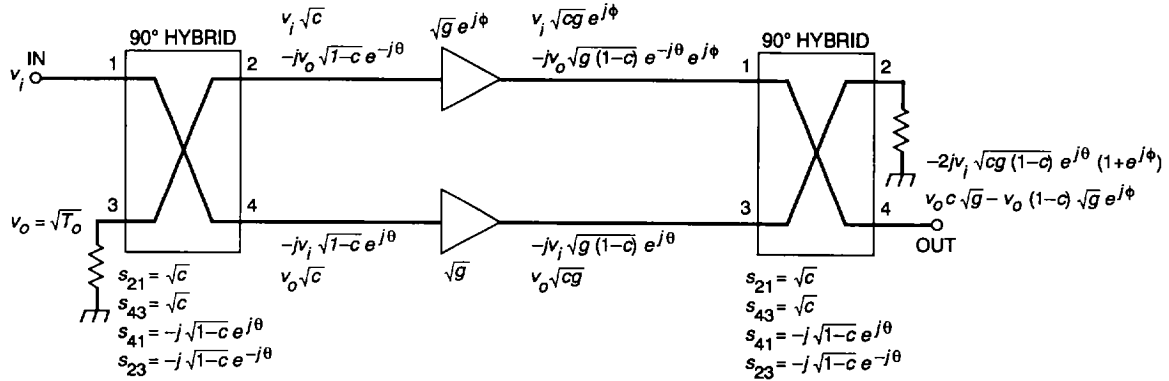 v_i √c
-jv_o √1-c e^-jθ
√g e^jϕ
v_i √cg e^jϕ
-jv_o √g (1-c) e^-jθ e^jϕ
90° HYBRID
90° HYBRID
IN
v_i
1
2
1
2
-2jv_i √cg (1-c) e^jθ (1+e^jϕ)
v_o c √g - v_o (1-c) √g e^jϕ
v_o = √T_o
3
4
3
4
OUT
-jv_i √1-c e^jθ
v_o √c
√g
-jv_i √g (1-c) e^jθ
v_o √cg
s_21 = √c
s_43 = √c
s_41 = -j √1-c e^jθ
s_23 = -j √1-c e^-jθ
s_21 = √c
s_43 = √c
s_41 = -j √1-c e^jθ
s_23 = -j √1-c e^-jθ